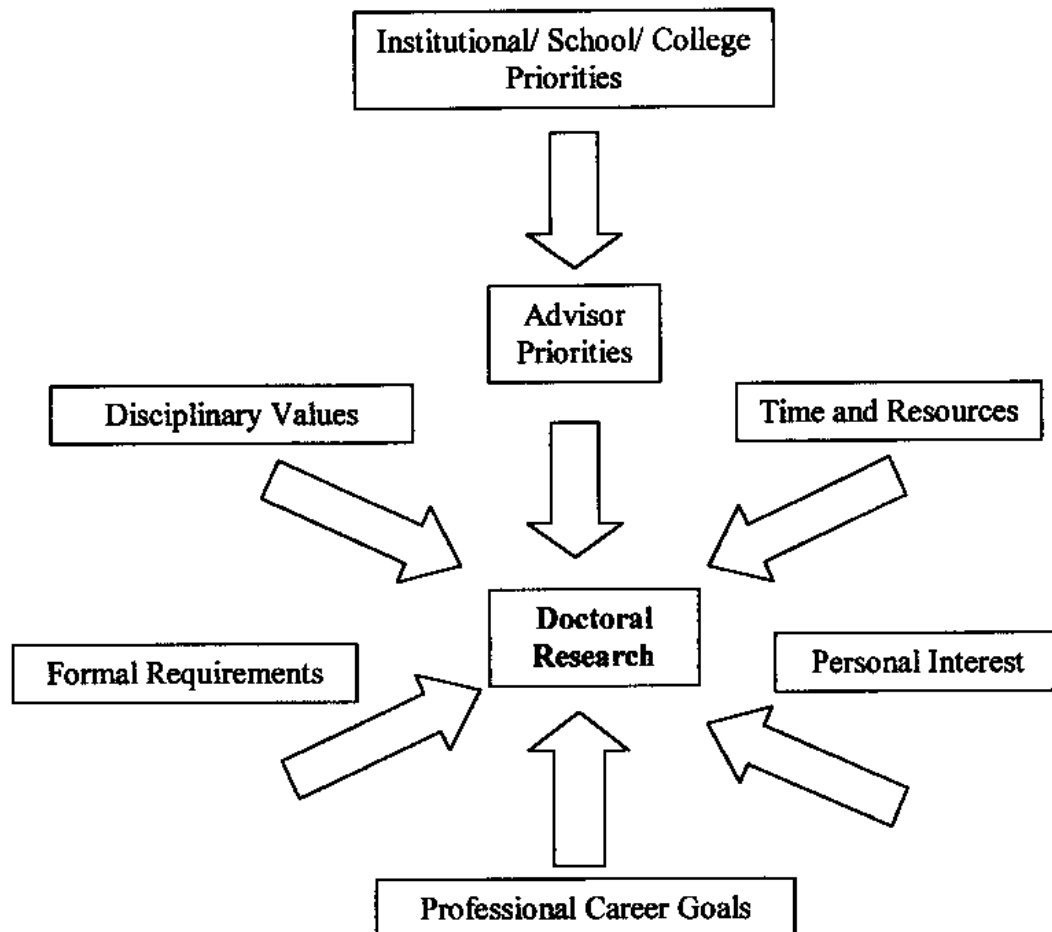 Institutional/ School/ College
Priorities
Advisor
Priorities
Disciplinary Values
Time and Resources
Doctoral
Research
Formal Requirements
Personal Interest
Professional Career Goals